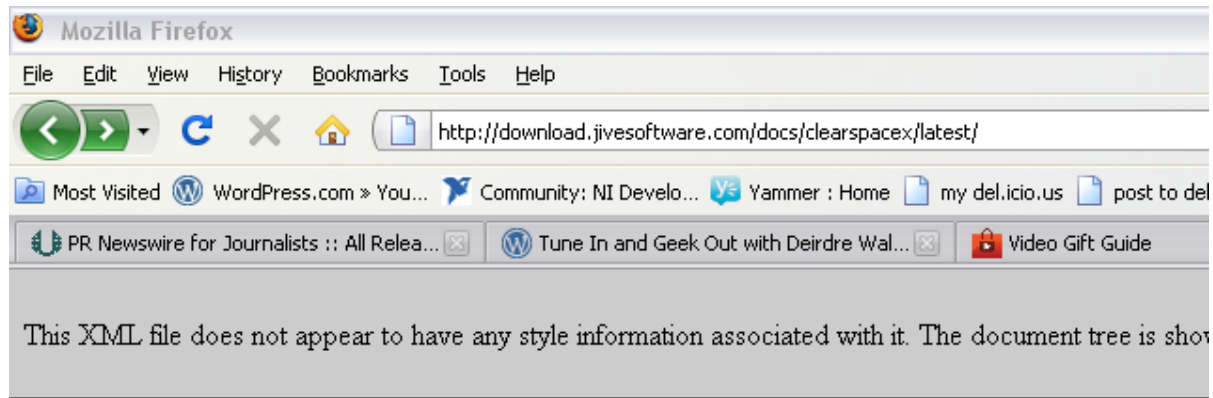 Mozilla Firefox
File Edit View History Bookmarks Tools Help
http://download.jivesoftware.com/docs/clearspacex/latest/
Most Visited WordPress.com » You... Community: NI Develo... Yammer : Home my del.icio.us post to del
PR Newswire for Journalists :: All Relea... Tune In and Geek Out with Deirdre Wal... Video Gift Guide
This XML file does not appear to have any style information associated with it. The document tree is show